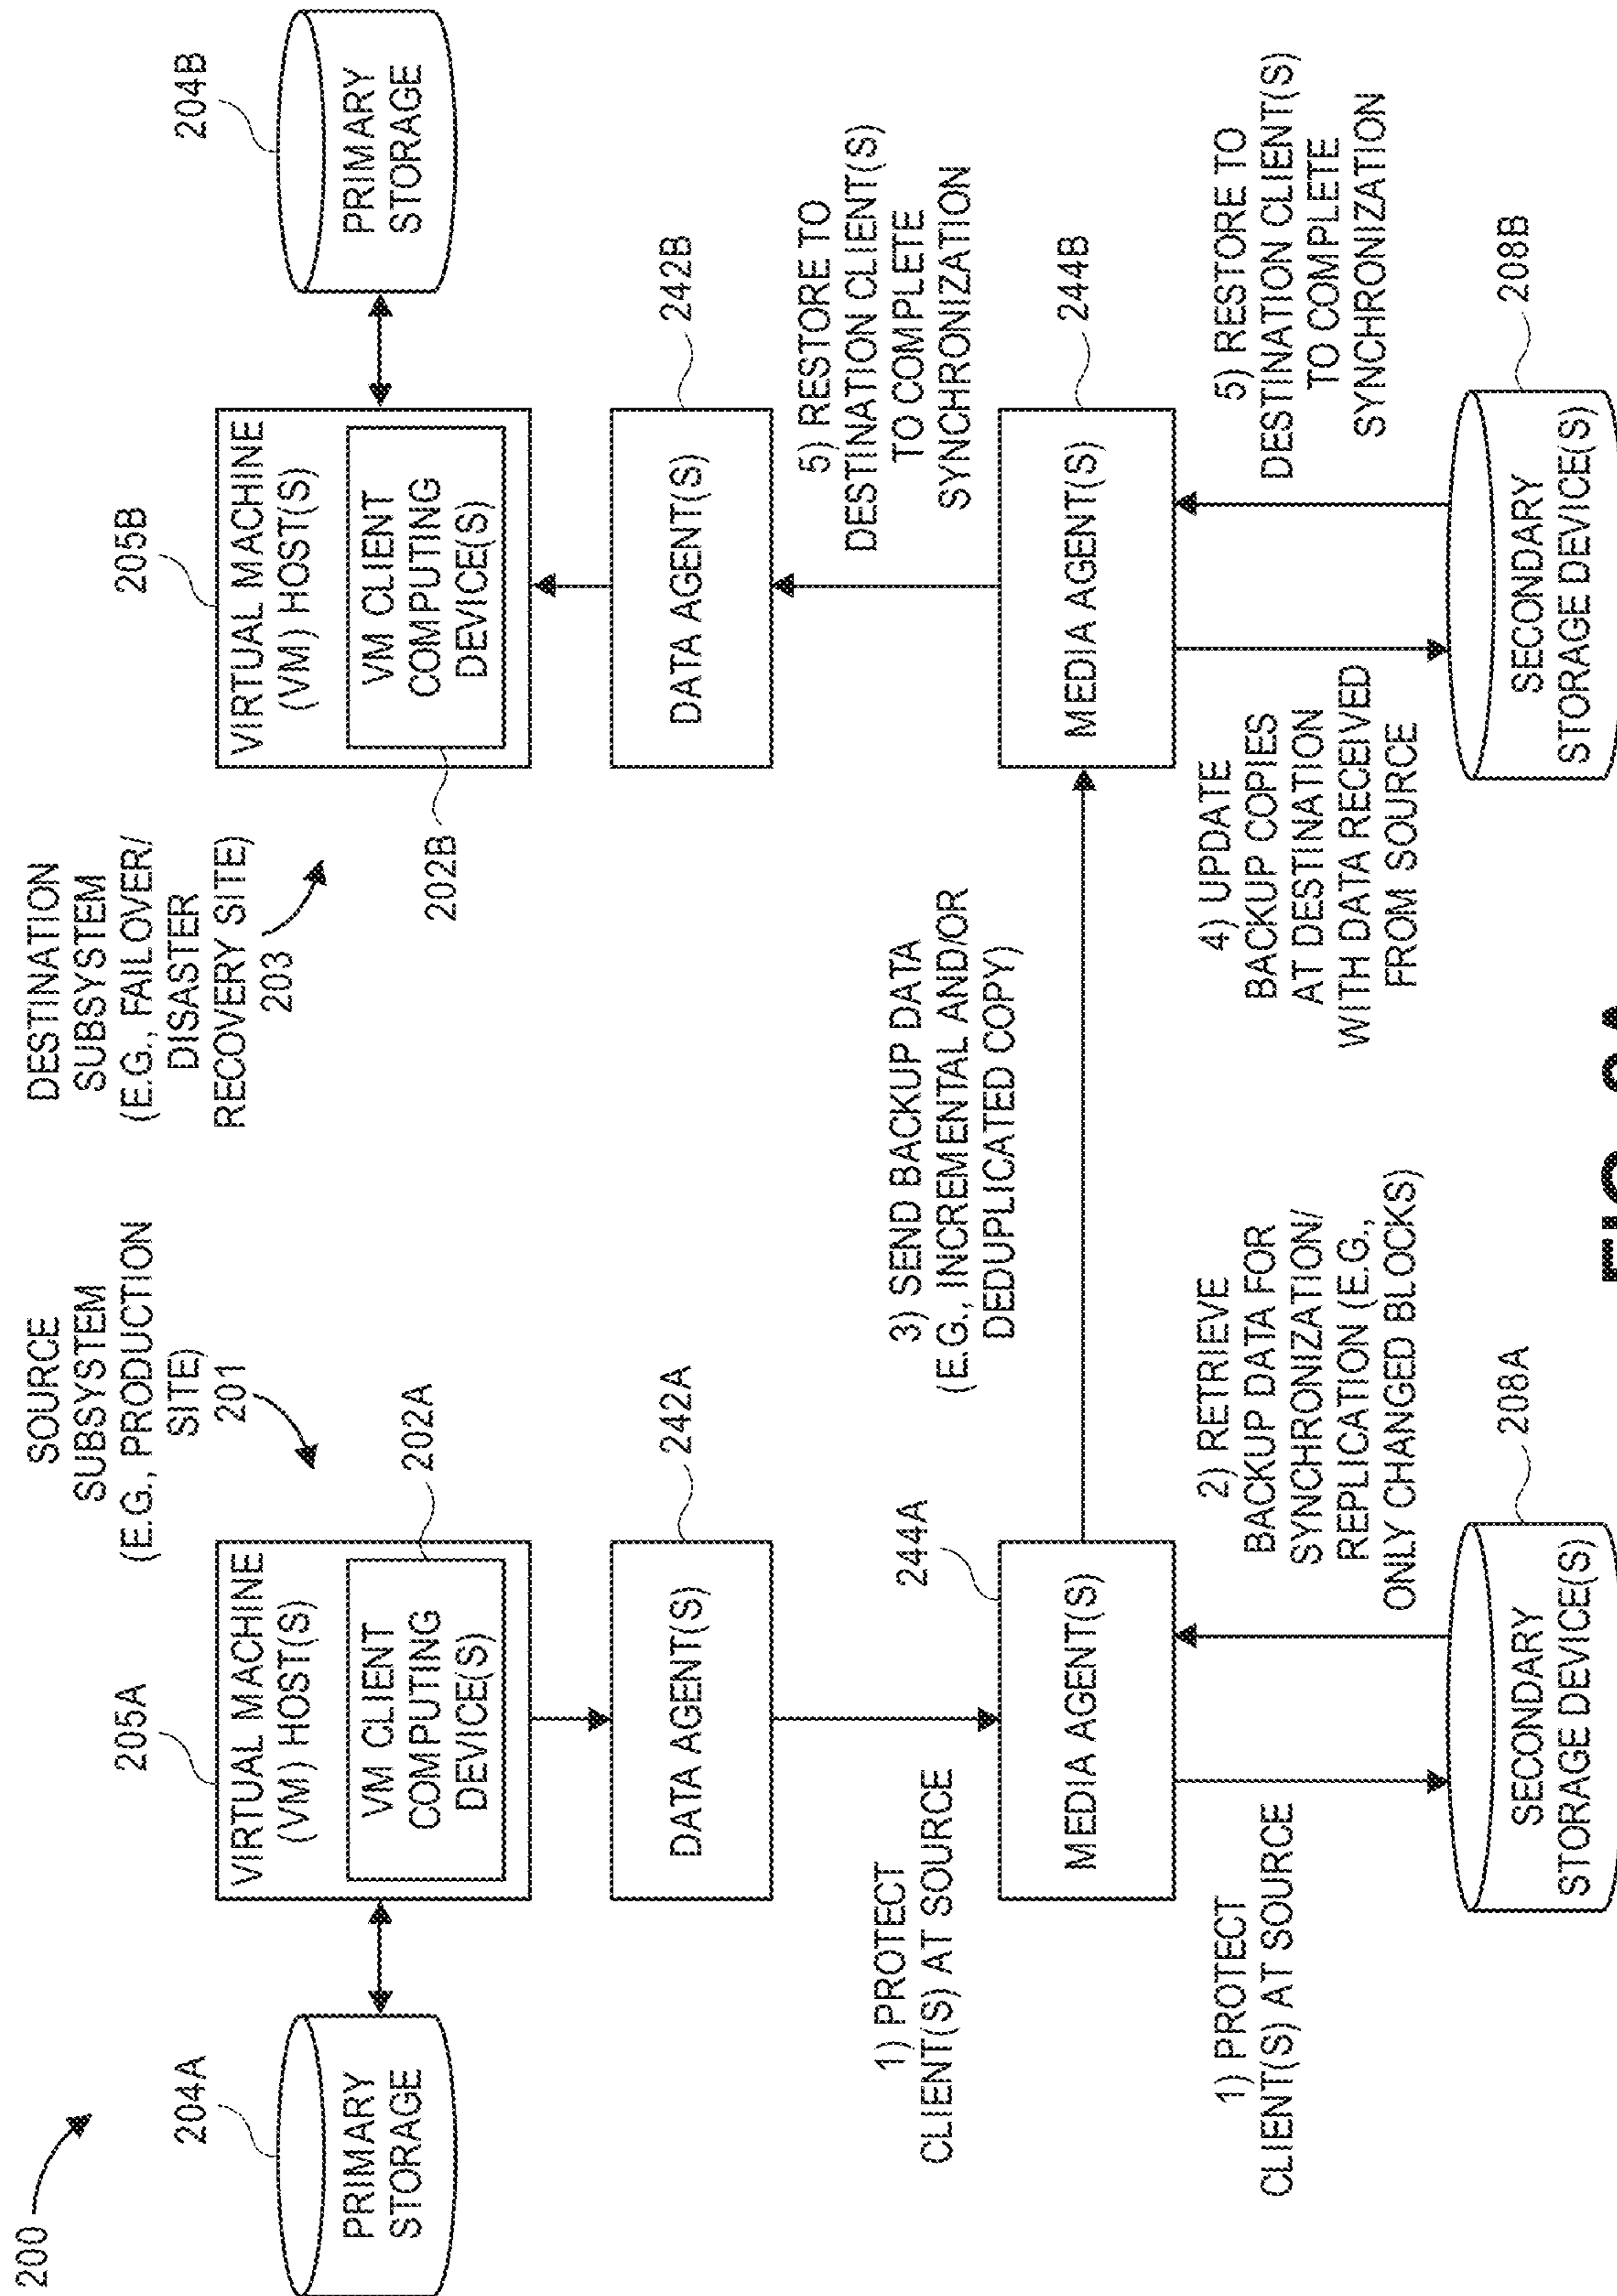 200
SOURCE
SUBSYSTEM
(E.G., PRODUCTION
SITE)
201
DESTINATION
SUBSYSTEM
(E.G., FAILOVER/
DISASTER
RECOVERY SITE)
203
204A
PRIMARY
STORAGE
205A
VIRTUAL MACHINE
(VM) HOST(S)
VM CLIENT
COMPUTING
DEVICE(S)
202A
205B
VIRTUAL MACHINE
(VM) HOST(S)
VM CLIENT
COMPUTING
DEVICE(S)
202B
204B
PRIMARY
STORAGE
DATA AGENT(S)
242A
DATA AGENT(S)
242B
1) PROTECT
CLIENT(S) AT SOURCE
3) SEND BACKUP DATA
(E.G., INCREMENTAL AND/OR
DEDUPLICATED COPY)
5) RESTORE TO
DESTINATION CLIENT(S)
TO COMPLETE
SYNCHRONIZATION
244A
MEDIA AGENT(S)
MEDIA AGENT(S)
244B
1) PROTECT
CLIENT(S) AT SOURCE
2) RETRIEVE
BACKUP DATA FOR
SYNCHRONIZATION/
REPLICATION (E.G.,
ONLY CHANGED BLOCKS)
4) UPDATE
BACKUP COPIES
AT DESTINATION
WITH DATA RECEIVED
FROM SOURCE
5) RESTORE TO
DESTINATION CLIENT(S)
TO COMPLETE
SYNCHRONIZATION
SECONDARY
STORAGE DEVICE(S)
208A
SECONDARY
STORAGE DEVICE(S)
208B